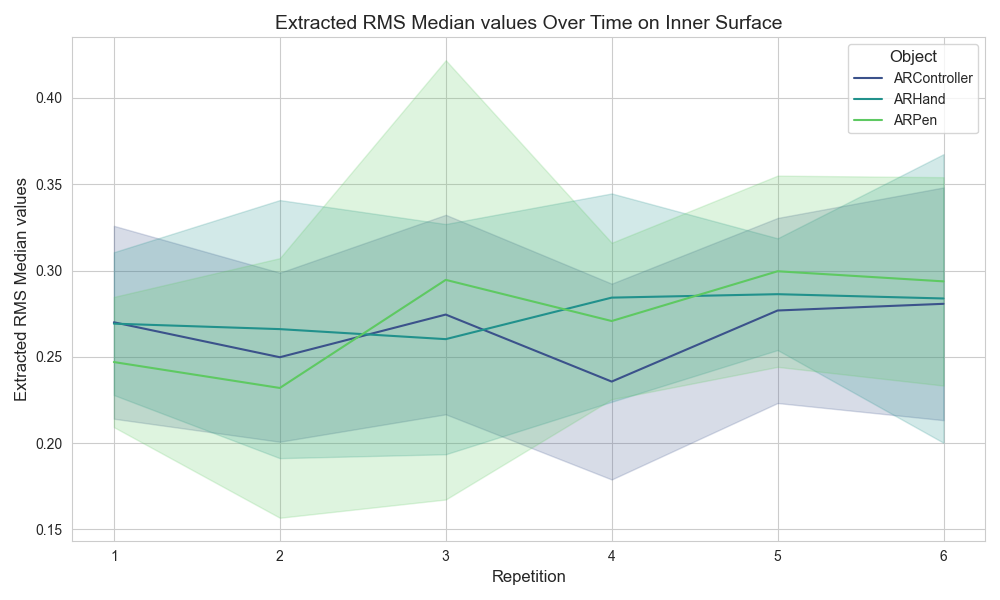 Extracted RMS Median values Over Time on Inner Surface
Object
ARController
ARHand
ARPen
Extracted RMS Median values
0.40
0.35
0.30
0.25
0.20
0.15
1 2 3 4 5 6
Repetition